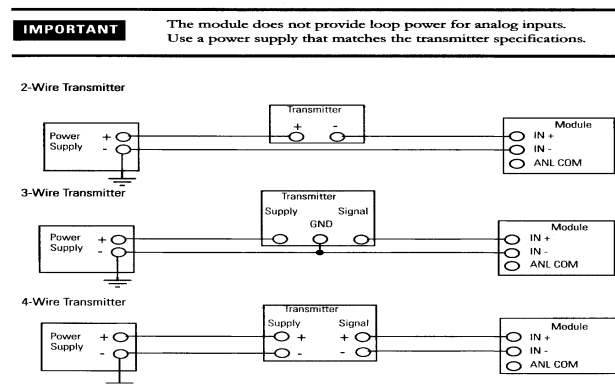 IMPORTANT
The module does not provide loop power for analog inputs.
Use a power supply that matches the transmitter specifications.
2-Wire Transmitter
Transmitter
+ -
Power
Supply
+
-
Module
IN +
IN -
ANL COM
3-Wire Transmitter
Transmitter
Supply Signal
GND
Power
Supply
+
-
Module
IN +
IN -
ANL COM
4-Wire Transmitter
Transmitter
Supply Signal
Power
Supply
+
-
+ +
- -
Module
IN +
IN -
ANL COM